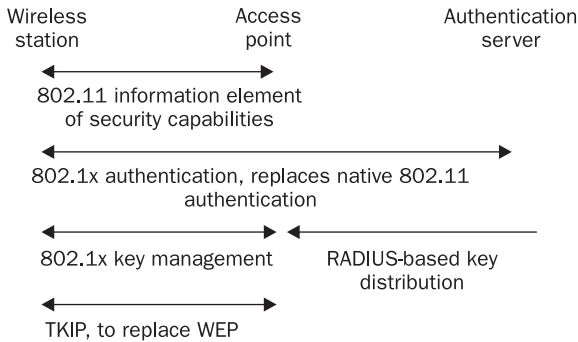 Wireless station
Access point
Authentication server
802.11 information element
of security capabilities
802.1x authentication, replaces native 802.11
authentication
802.1x key management
RADIUS-based key
distribution
TKIP, to replace WEP